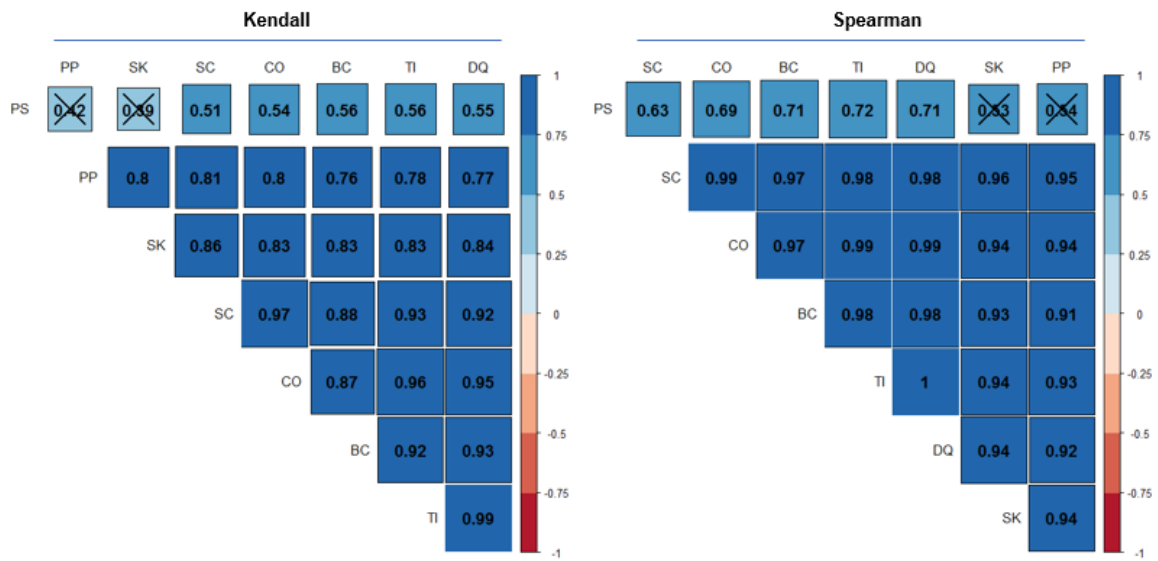 Kendall
PP SK SC CO BC TI DQ
PS 0.42 0.39 0.51 0.54 0.56 0.56 0.55
PP 0.8 0.81 0.8 0.76 0.78 0.77
SK 0.86 0.83 0.83 0.83 0.84
SC 0.97 0.88 0.93 0.92
CO 0.87 0.96 0.95
BC 0.92 0.93
TI 0.99
1
0.75
0.5
0.25
0
-0.25
-0.5
-0.75
-1
Spearman
SC CO BC TI DQ SK PP
PS 0.63 0.69 0.71 0.72 0.71 0.53 0.54
SC 0.99 0.97 0.98 0.98 0.96 0.95
CO 0.97 0.99 0.99 0.94 0.94
BC 0.98 0.98 0.93 0.91
TI 1 0.94 0.93
DQ 0.94 0.92
SK 0.94
1
0.75
0.5
0.25
0
-0.25
-0.5
-0.75
-1